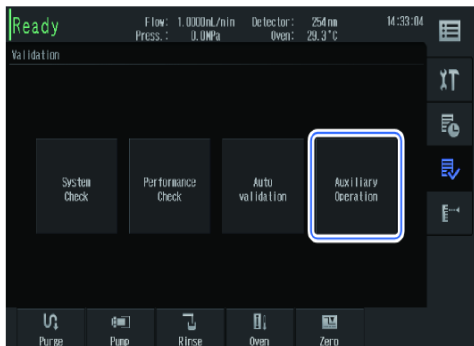 Ready
Flow: 1.0000mL/min Detector: 254nm 14:33:04
Press.: 0.0MPa Oven: 29.3°C
Validation
System Check
Performance Check
Auto validation
Auxiliary Operation
Purge Pump Rinse Oven Zero